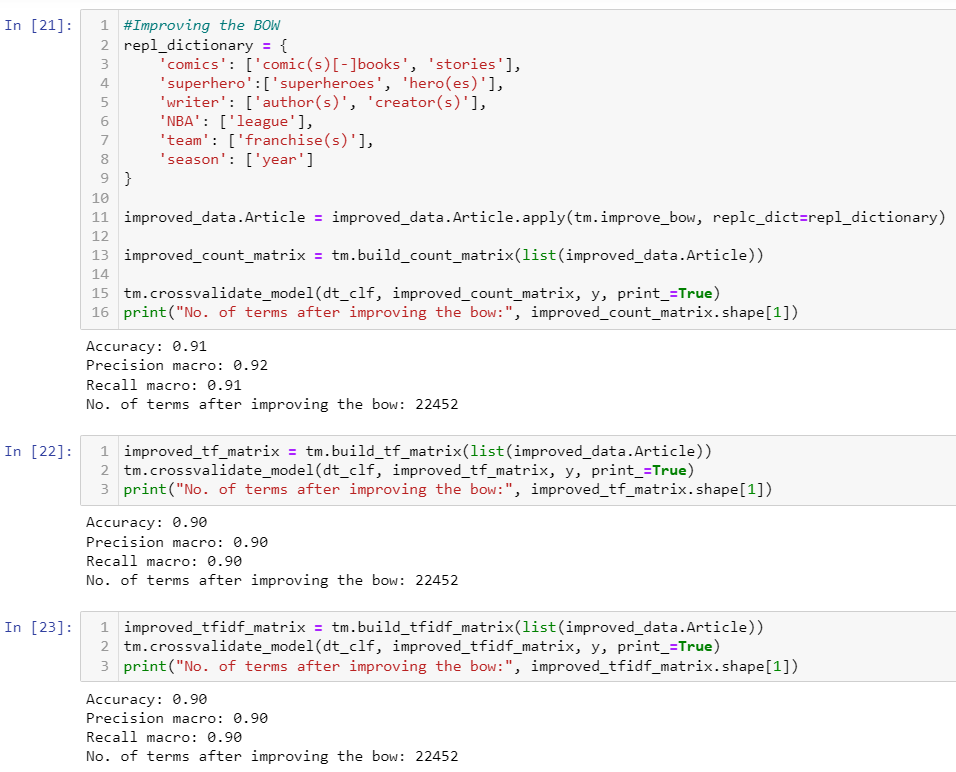 In [21]:
1 #Improving the BOW
2 repl_dictionary = {
3     'comics': ['comic(s)[-]books', 'stories'],
4     'superhero':['superheroes', 'hero(es)'],
5     'writer': ['author(s)', 'creator(s)'],
6     'NBA': ['league'],
7     'team': ['franchise(s)'],
8     'season': ['year']
9 }
10
11 improved_data.Article = improved_data.Article.apply(tm.improve_bow, replc_dict=repl_dictionary)
12
13 improved_count_matrix = tm.build_count_matrix(list(improved_data.Article))
14
15 tm.crossvalidate_model(dt_clf, improved_count_matrix, y, print_=True)
16 print("No. of terms after improving the bow:", improved_count_matrix.shape[1])
Accuracy: 0.91
Precision macro: 0.92
Recall macro: 0.91
No. of terms after improving the bow: 22452
In [22]:
1 improved_tf_matrix = tm.build_tf_matrix(list(improved_data.Article))
2 tm.crossvalidate_model(dt_clf, improved_tf_matrix, y, print_=True)
3 print("No. of terms after improving the bow:", improved_tf_matrix.shape[1])
Accuracy: 0.90
Precision macro: 0.90
Recall macro: 0.90
No. of terms after improving the bow: 22452
In [23]:
1 improved_tfidf_matrix = tm.build_tfidf_matrix(list(improved_data.Article))
2 tm.crossvalidate_model(dt_clf, improved_tfidf_matrix, y, print_=True)
3 print("No. of terms after improving the bow:", improved_tfidf_matrix.shape[1])
Accuracy: 0.90
Precision macro: 0.90
Recall macro: 0.90
No. of terms after improving the bow: 22452